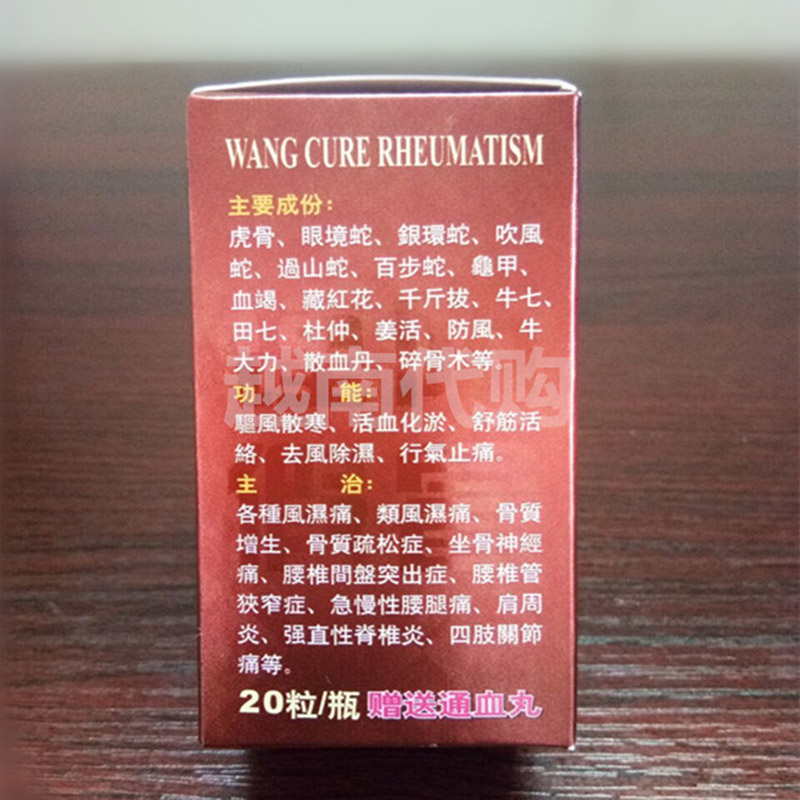 WANG CURE RHEUMATISM
主要成份：
虎骨、眼境蛇、銀環蛇、吹風
蛇、過山蛇、百步蛇、龜甲、
血竭、藏紅花、千斤拔、牛七、
田七、杜仲、姜活、防風、牛
大力、散血丹、碎骨木等。
越南代购
功 能：
驅風散寒、活血化淤、舒筋活
絡、去風除濕、行氣止痛。
主 治：
各種風濕痛、類風濕痛、骨質
增生、骨質疏松症、坐骨神經
痛、腰椎間盤突出症、腰椎管
狹窄症、急慢性腰腿痛、肩周
炎、强直性脊椎炎、四肢關節
痛等。
20粒/瓶 赠送通血丸